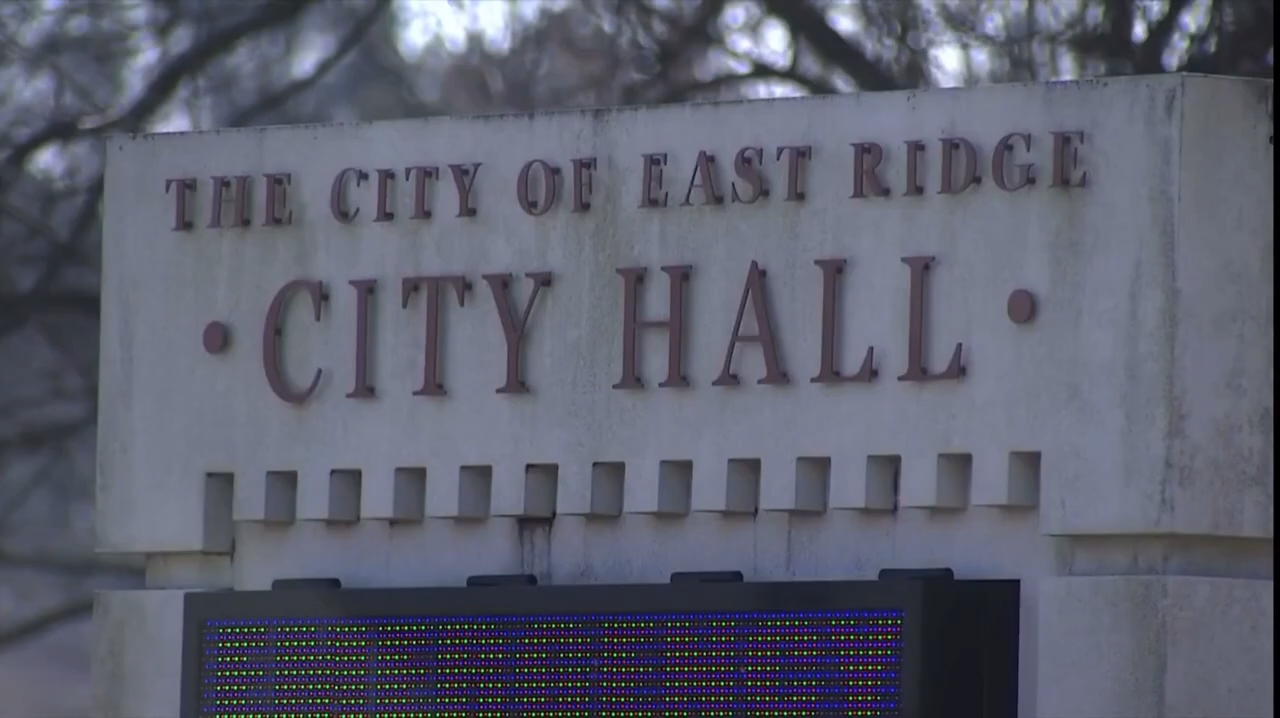 THE CITY OF EAST RIDGE
• CITY HALL •